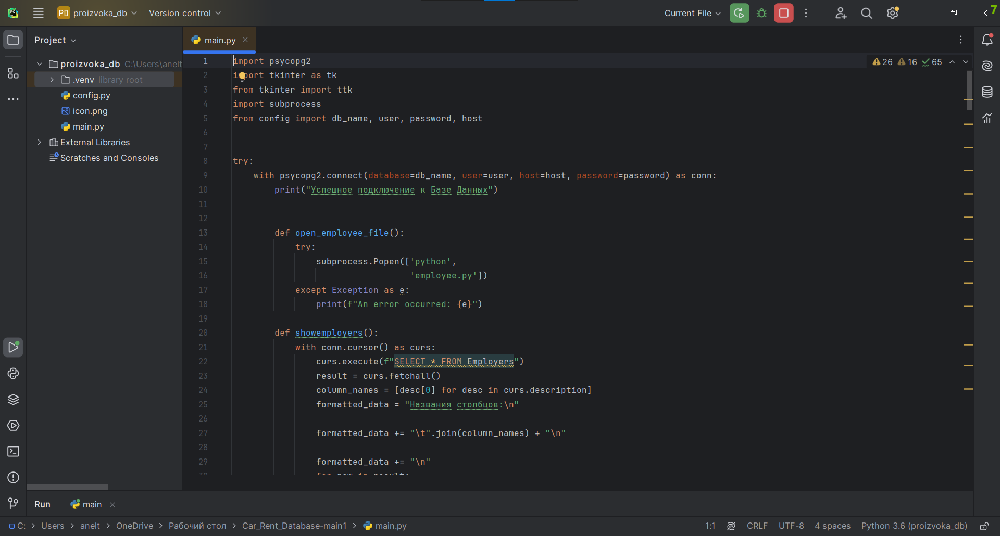 PD proizvoka_db Version control Current File 7
Project
main.py
proizvoka_db C:\Users\anelt
.venv library root
config.py
icon.png
main.py
External Libraries
Scratches and Consoles
26 16 65
1 import psycopg2
2 import tkinter as tk
3 from tkinter import ttk
4 import subprocess
5 from config import db_name, user, password, host
6
7
8 try:
9 with psycopg2.connect(database=db_name, user=user, host=host, password=password) as conn:
10 print("Успешное подключение к Базе Данных")
11
12
13 def open_employee_file():
14 try:
15 subprocess.Popen(['python',
16 'employee.py'])
17 except Exception as e:
18 print(f"An error occurred: {e}")
19
20 def showemployers():
21 with conn.cursor() as curs:
22 curs.execute(f"SELECT * FROM Employers")
23 result = curs.fetchall()
24 column_names = [desc[0] for desc in curs.description]
25 formatted_data = "Названия столбцов:\n"
26
27 formatted_data += "\t".join(column_names) + "\n"
28
29 formatted_data += "\n"
30 for row in result:
Run main
C: Users anelt OneDrive Рабочий стол Car_Rent_Database-main1 main.py 1:1 CRLF UTF-8 4 spaces Python 3.6 (proizvoka_db)